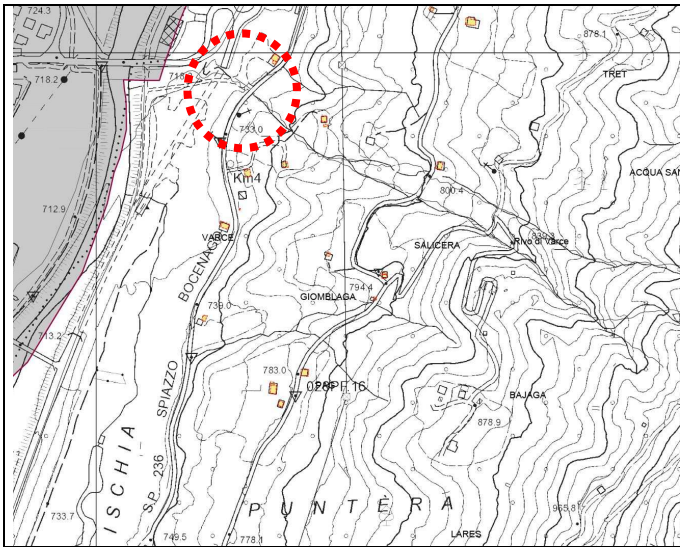 724.3
878.1
718.2
TRET
733.0
Km4
ACQUA SAN
800.4
712.9
VARCE
SALICERA
Rivo di Varce
BOCENAGO
794.4
GIOMBLAGA
739.0
713.2
783.0
BAJAGA
878.9
SPIAZZO
S.P. 236
ISCHIA
PUNTÈRA
965.8
733.7
749.5
778.1
LARES